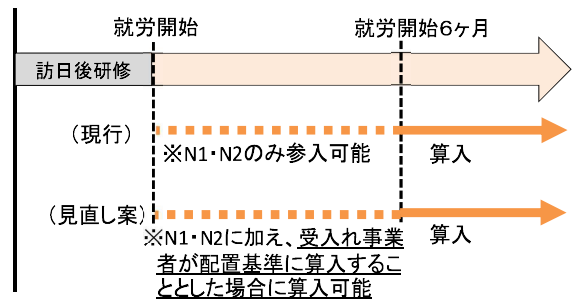 就労開始
就労開始６ヶ月
訪日後研修
（現行）
※N1・N2のみ参入可能
算入
（見直し案）
※N1・N2に加え、受入れ事業
者が配置基準に算入するこ
ととした場合に算入可能
算入